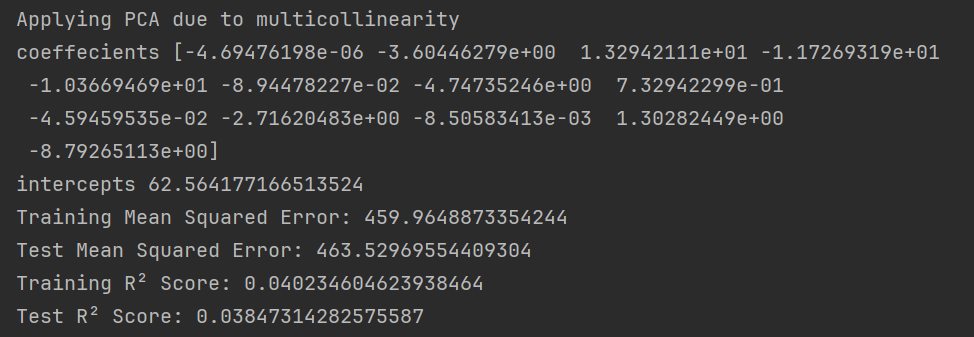 Applying PCA due to multicollinearity
coeffecients [-4.69476198e-06 -3.60446279e+00  1.32942111e+01 -1.17269319e+01
 -1.03669469e+01 -8.94478227e-02 -4.74735246e+00  7.32942299e-01
 -4.59459535e-02 -2.71620483e+00 -8.50583413e-03  1.30282449e+00
 -8.79265113e+00]
intercepts 62.564177166513524
Training Mean Squared Error: 459.9648873354244
Test Mean Squared Error: 463.52969554409304
Training R² Score: 0.040234604623938464
Test R² Score: 0.03847314282575587